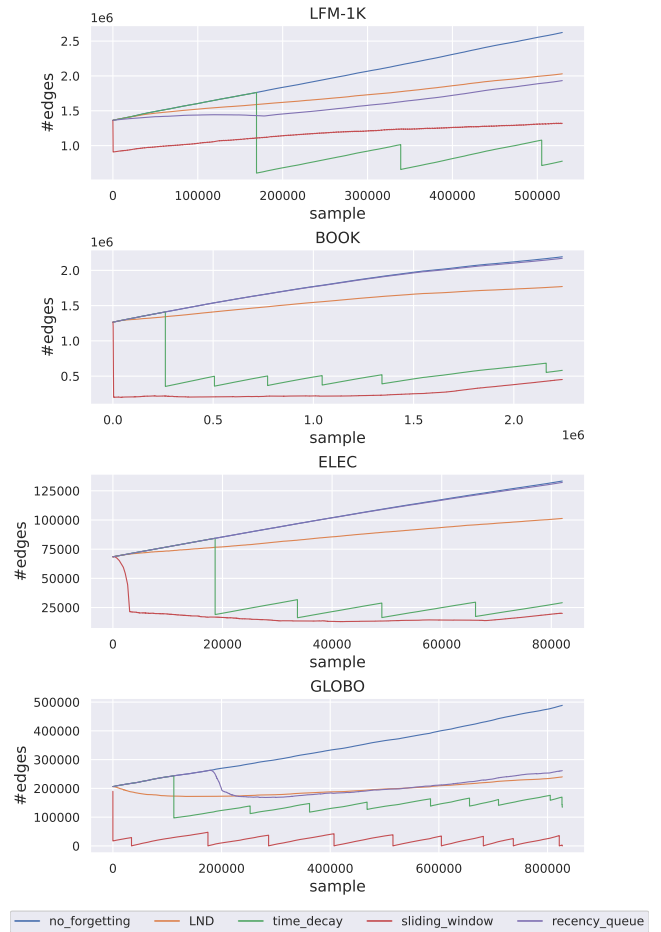 LFM-1K
1e6
2.5
2.0
1.5
1.0
#edges
0 100000 200000 300000 400000 500000
sample
BOOK
1e6
2.0
1.5
1.0
0.5
#edges
0.0 0.5 1.0 1.5 2.0
1e6
sample
ELEC
125000
100000
75000
50000
25000
#edges
0 20000 40000 60000 80000
sample
GLOBO
500000
400000
300000
200000
100000
0
#edges
0 200000 400000 600000 800000
sample
no_forgetting LND time_decay sliding_window recency_queue